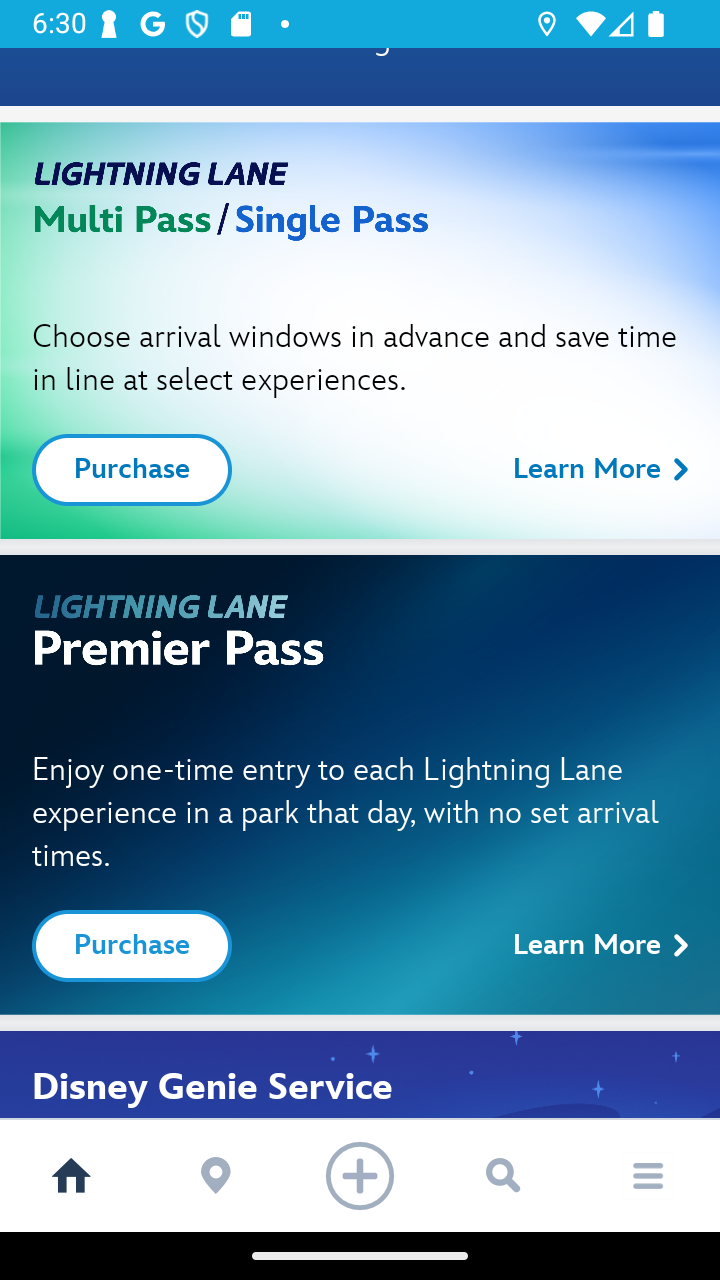 6:30
LIGHTNING LANE
Multi Pass / Single Pass
Choose arrival windows in advance and save time
in line at select experiences.
Purchase
Learn More
LIGHTNING LANE
Premier Pass
Enjoy one-time entry to each Lightning Lane
experience in a park that day, with no set arrival
times.
Purchase
Learn More
Disney Genie Service